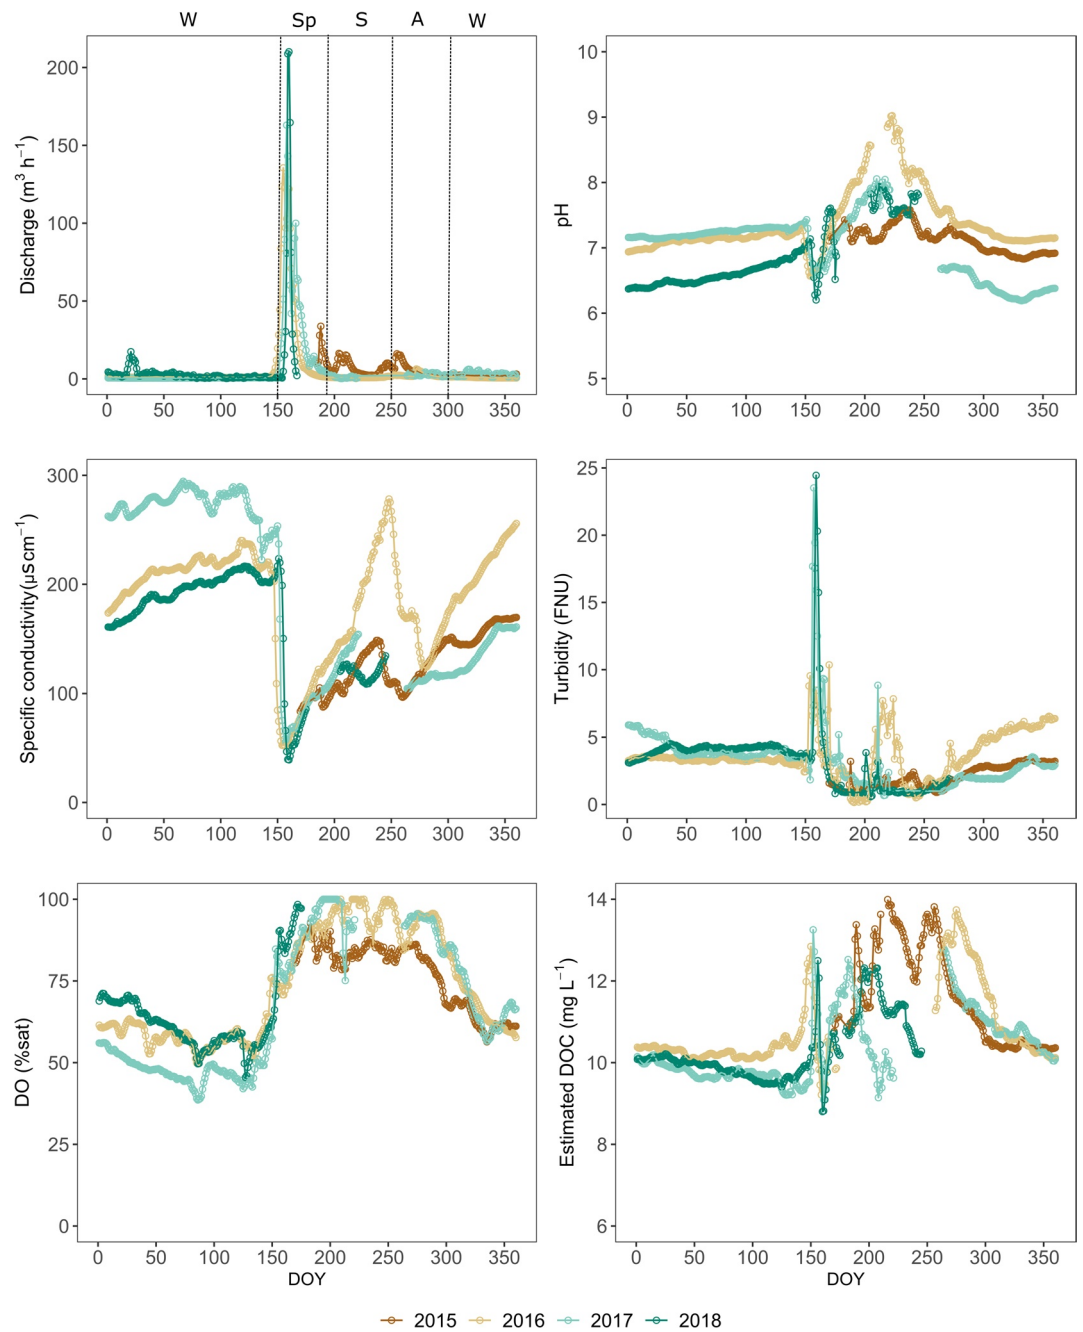 W Sp S A W
Discharge (m³ h⁻¹)
200
150
100
50
0
0 50 100 150 200 250 300 350
pH
10
9
8
7
6
5
0 50 100 150 200 250 300 350
Specific conductivity(µscm⁻¹)
300
200
100
0
0 50 100 150 200 250 300 350
Turbidity (FNU)
25
20
15
10
5
0
0 50 100 150 200 250 300 350
DO (%sat)
100
75
50
25
0
0 50 100 150 200 250 300 350
DOY
Estimated DOC (mg L⁻¹)
14
12
10
8
6
0 50 100 150 200 250 300 350
DOY
2015 2016 2017 2018